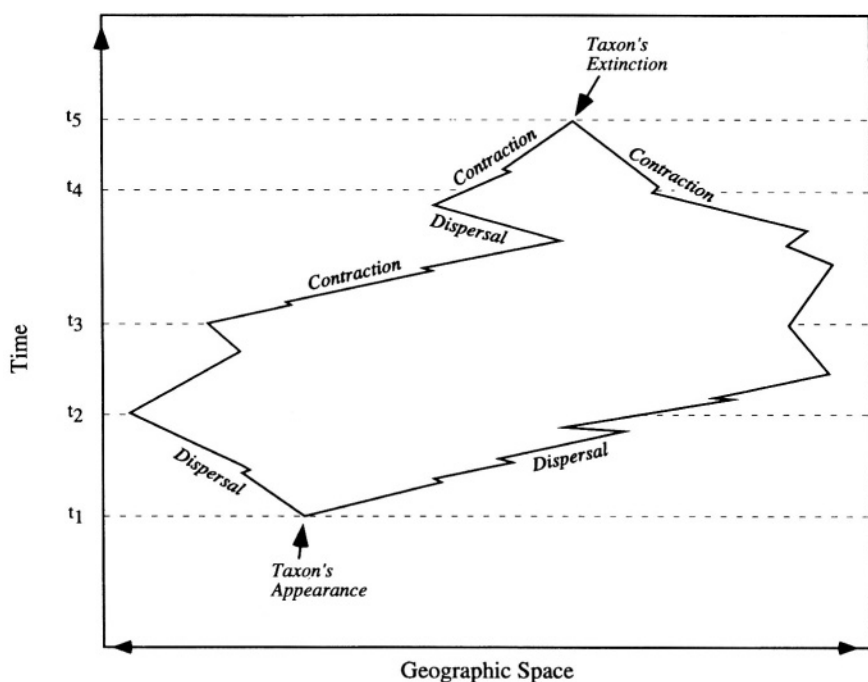 Taxon's
Extinction
t5
Contraction
Contraction
t4
Dispersal
Contraction
t3
Time
t2
Dispersal
Dispersal
t1
Taxon's
Appearance
Geographic Space